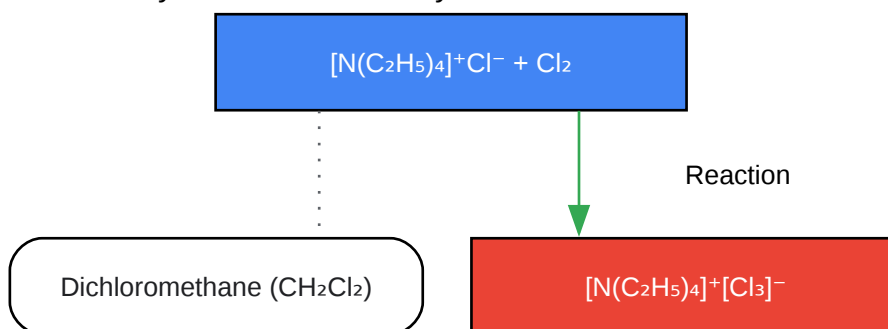 [N(C₂H₅)₄]⁺Cl⁻ + Cl₂
Reaction
Dichloromethane (CH₂Cl₂)
[N(C₂H₅)₄]⁺[Cl₃]⁻